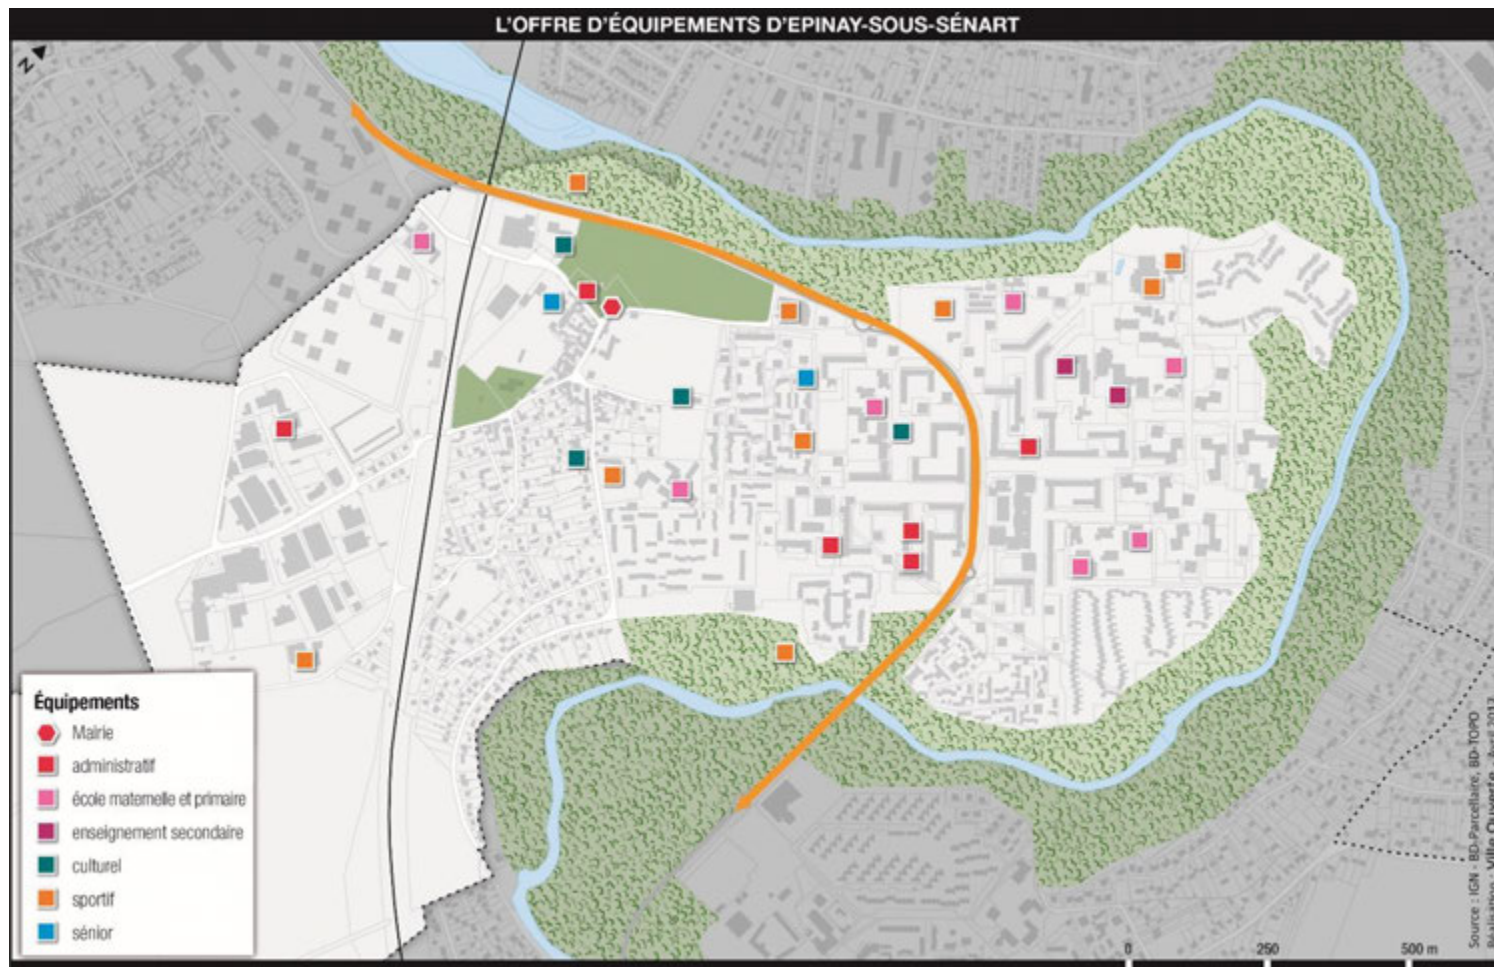 L'OFFRE D'ÉQUIPEMENTS D'EPINAY-SOUS-SÉNART
N
Équipements
Mairie
administratif
école maternelle et primaire
enseignement secondaire
culturel
sportif
sénior
0 250 500 m
Source : IGN - BD-Parcellaire, BD-TOPO
Réalisation : Ville Ouverte - Avril 2013